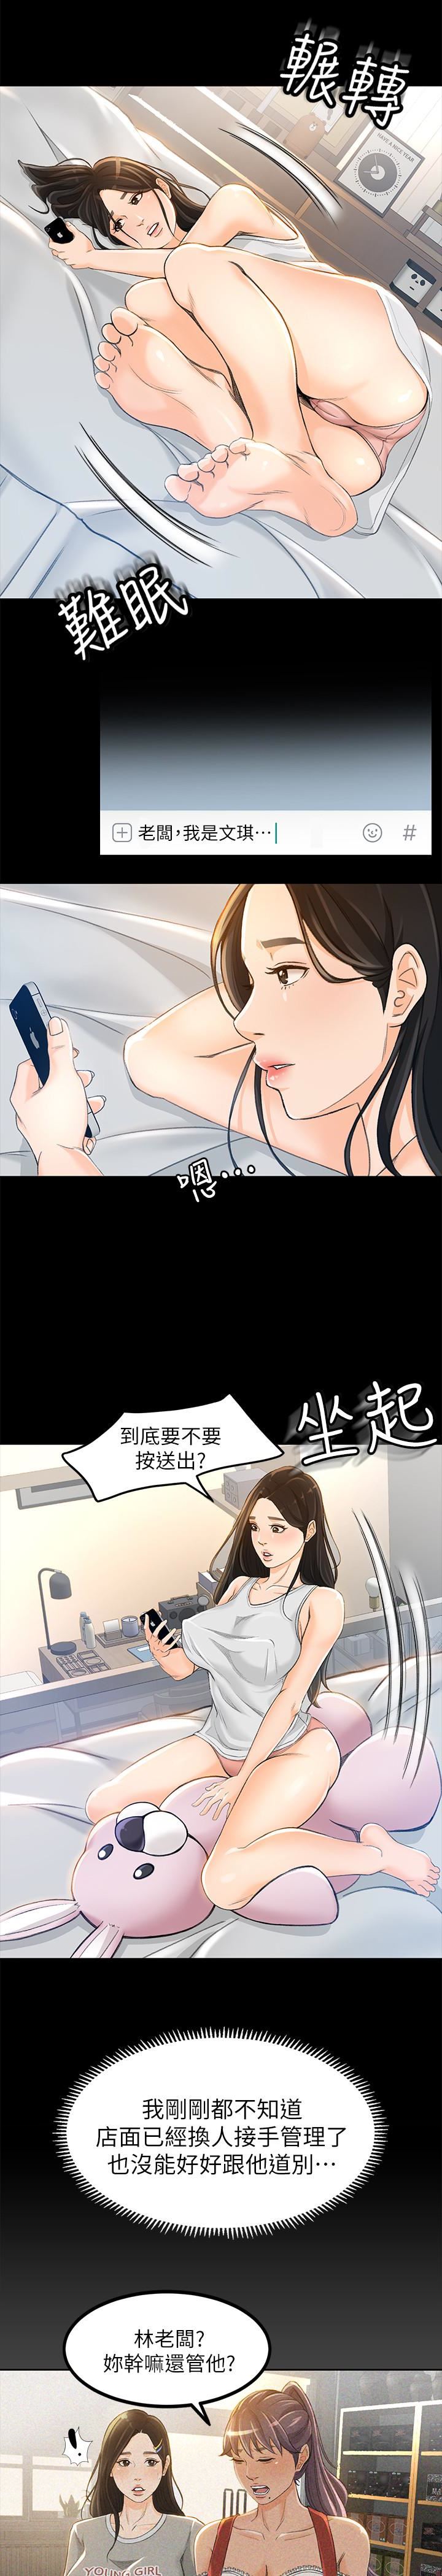 輾轉
HAVE A NICE YEAR
難眠
老闆,我是文琪…
嗯…
坐起
到底要不要
按送出?
我剛剛都不知道
店面已經換人接手管理了
也沒能好好跟他道別…
林老闆?
妳幹嘛還管他?
!
YOUNG GIRL